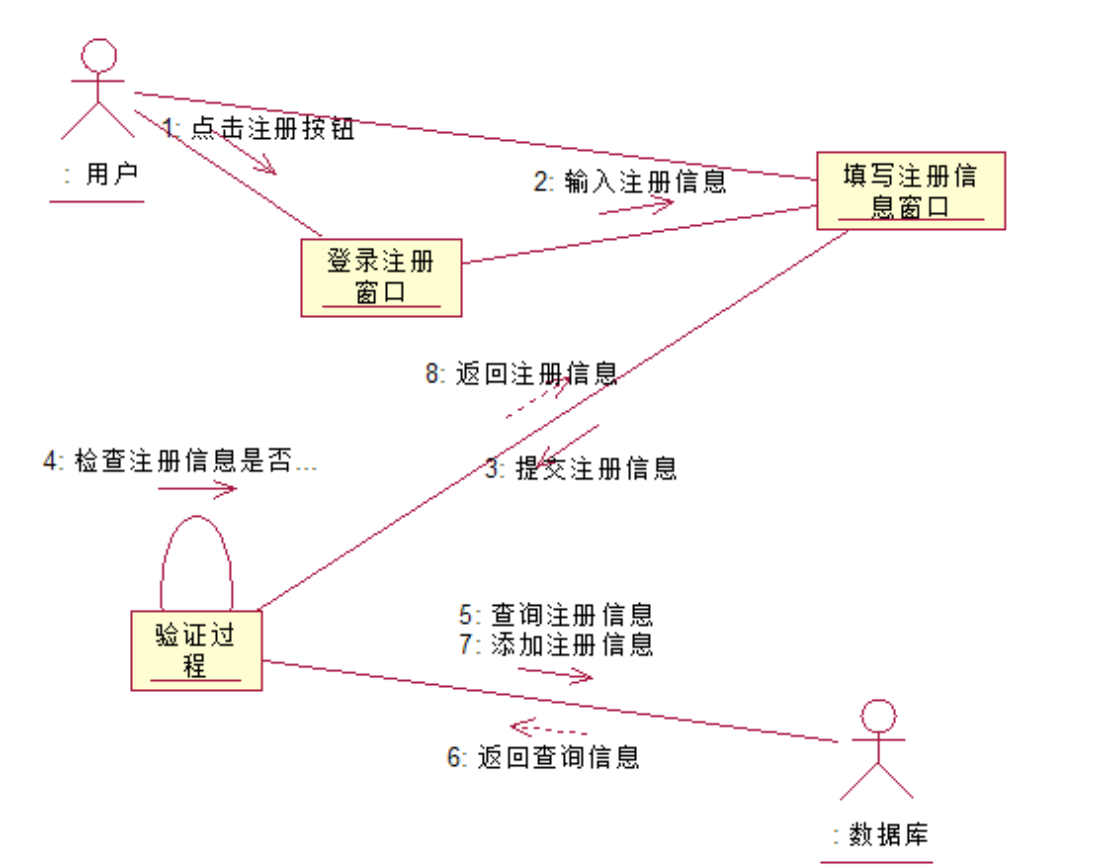 1: 点击注册按钮
: 用户
2: 输入注册信息
填写注册信
息窗口
登录注册
窗口
8: 返回注册信息
4: 检查注册信息是否...
3: 提交注册信息
5: 查询注册信息
7: 添加注册信息
验证过
程
6: 返回查询信息
: 数据库